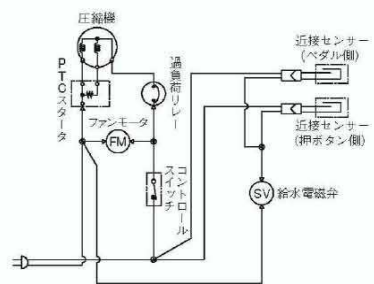 圧縮機
PTCスタータ
過負荷リレー
ファンモータ
FM
コントロール
スイッチ
近接センサー
(ペダル側)
近接センサー
(押ボタン側)
SV
給水電磁弁